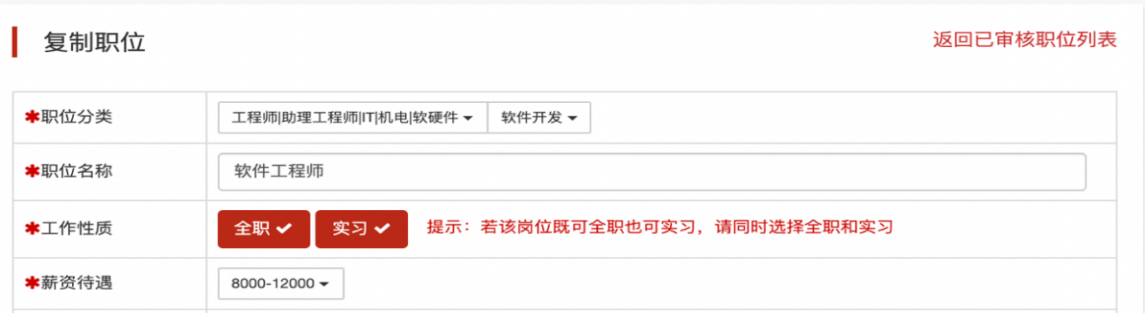 复制职位
返回已审核职位列表
✱职位分类
工程师|助理工程师|IT|机电|软硬件
软件开发
✱职位名称
软件工程师
✱工作性质
全职
实习
提示：若该岗位既可全职也可实习，请同时选择全职和实习
✱薪资待遇
8000-12000